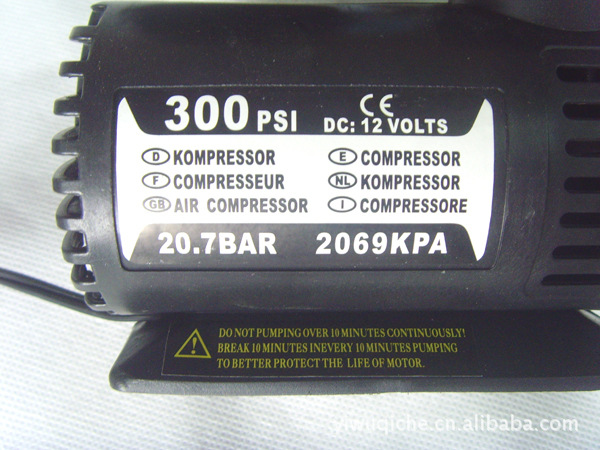 300 PSI CE DC: 12 VOLTS
D KOMPRESSOR E COMPRESSOR
F COMPRESSEUR NL KOMPRESSOR
GB AIR COMPRESSOR I COMPRESSORE
20.7BAR 2069KPA
DO NOT PUMPING OVER 10 MINUTES CONTINUOUSLY!
BREAK 10 MINUTES INEVERY 10 MINUTES PUMPING
TO BETTER PROTECT THE LIFE OF MOTOR.
yiwuqiche.cn.alibaba.com